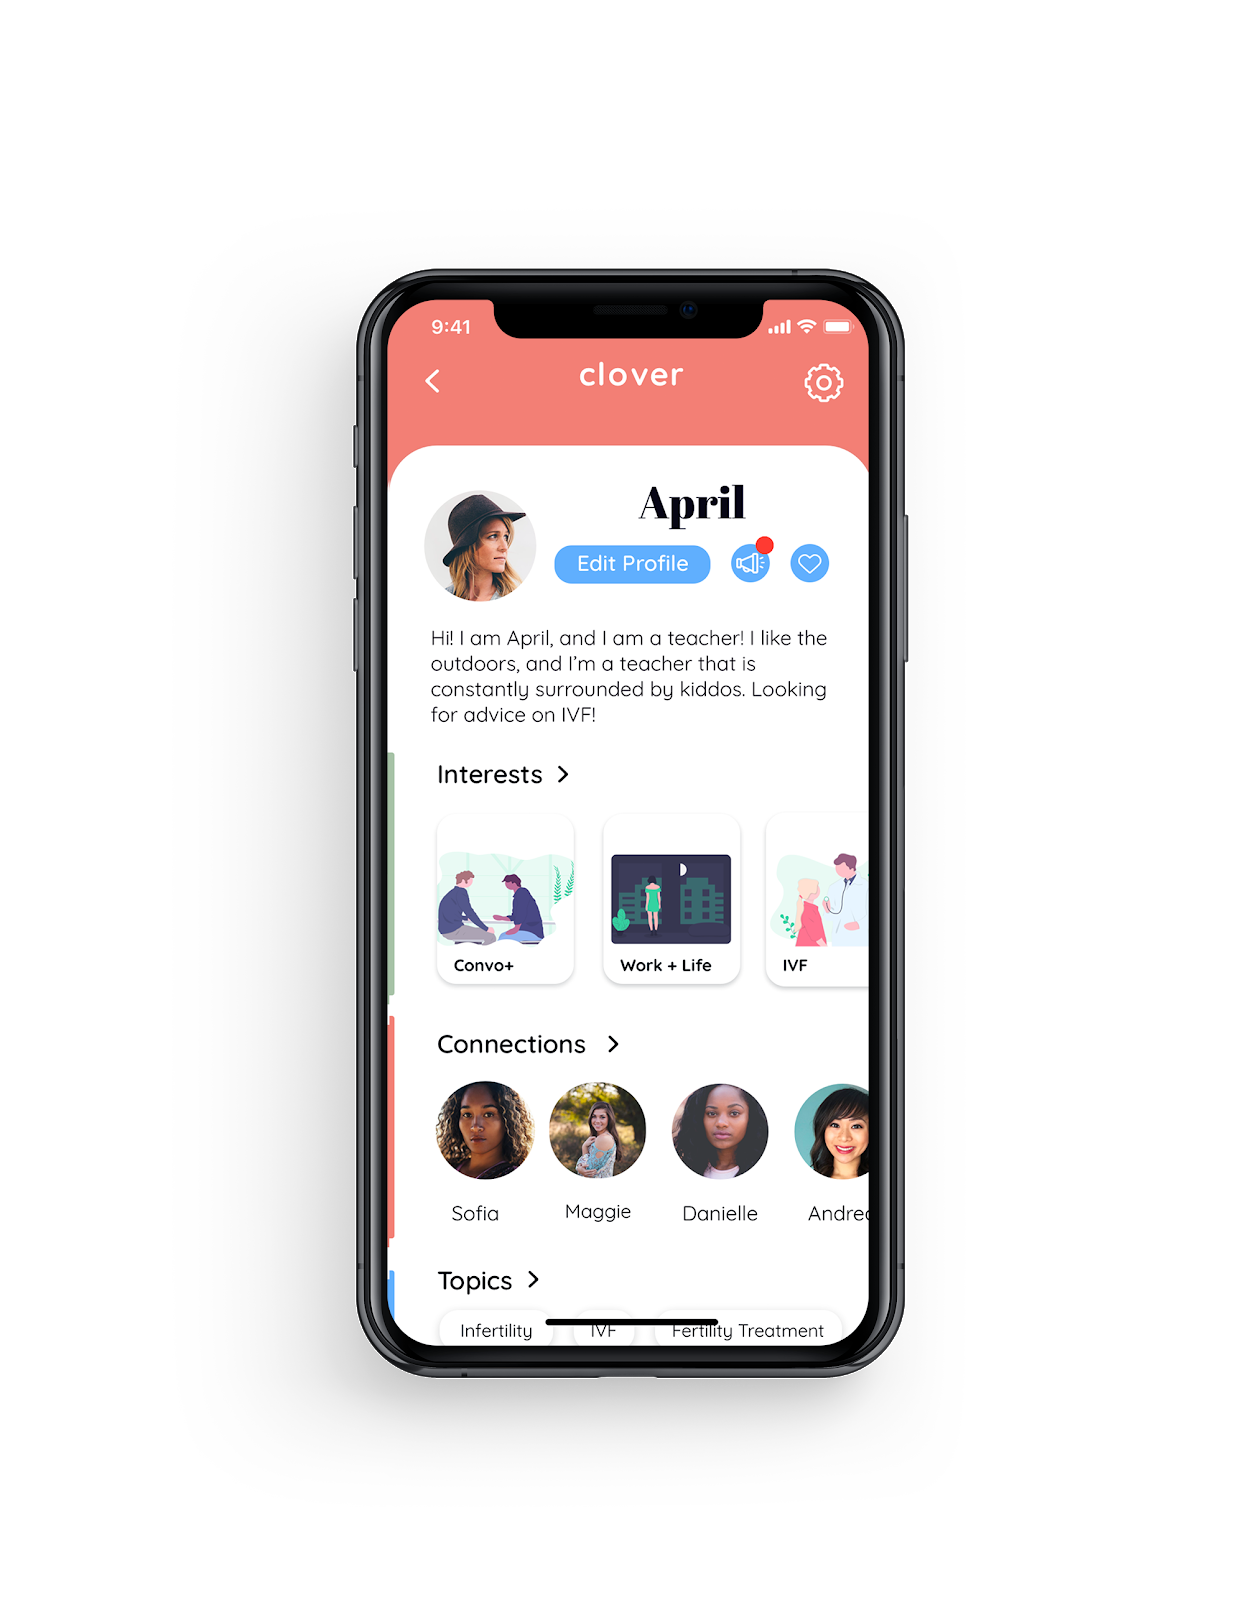 9:41
clover
April
Edit Profile
Hi! I am April, and I am a teacher! I like the
outdoors, and I'm a teacher that is
constantly surrounded by kiddos. Looking
for advice on IVF!
Interests
Convo+
Work + Life
IVF
Connections
Sofia
Maggie
Danielle
Andrea
Topics
Infertility
IVF
Fertility Treatment